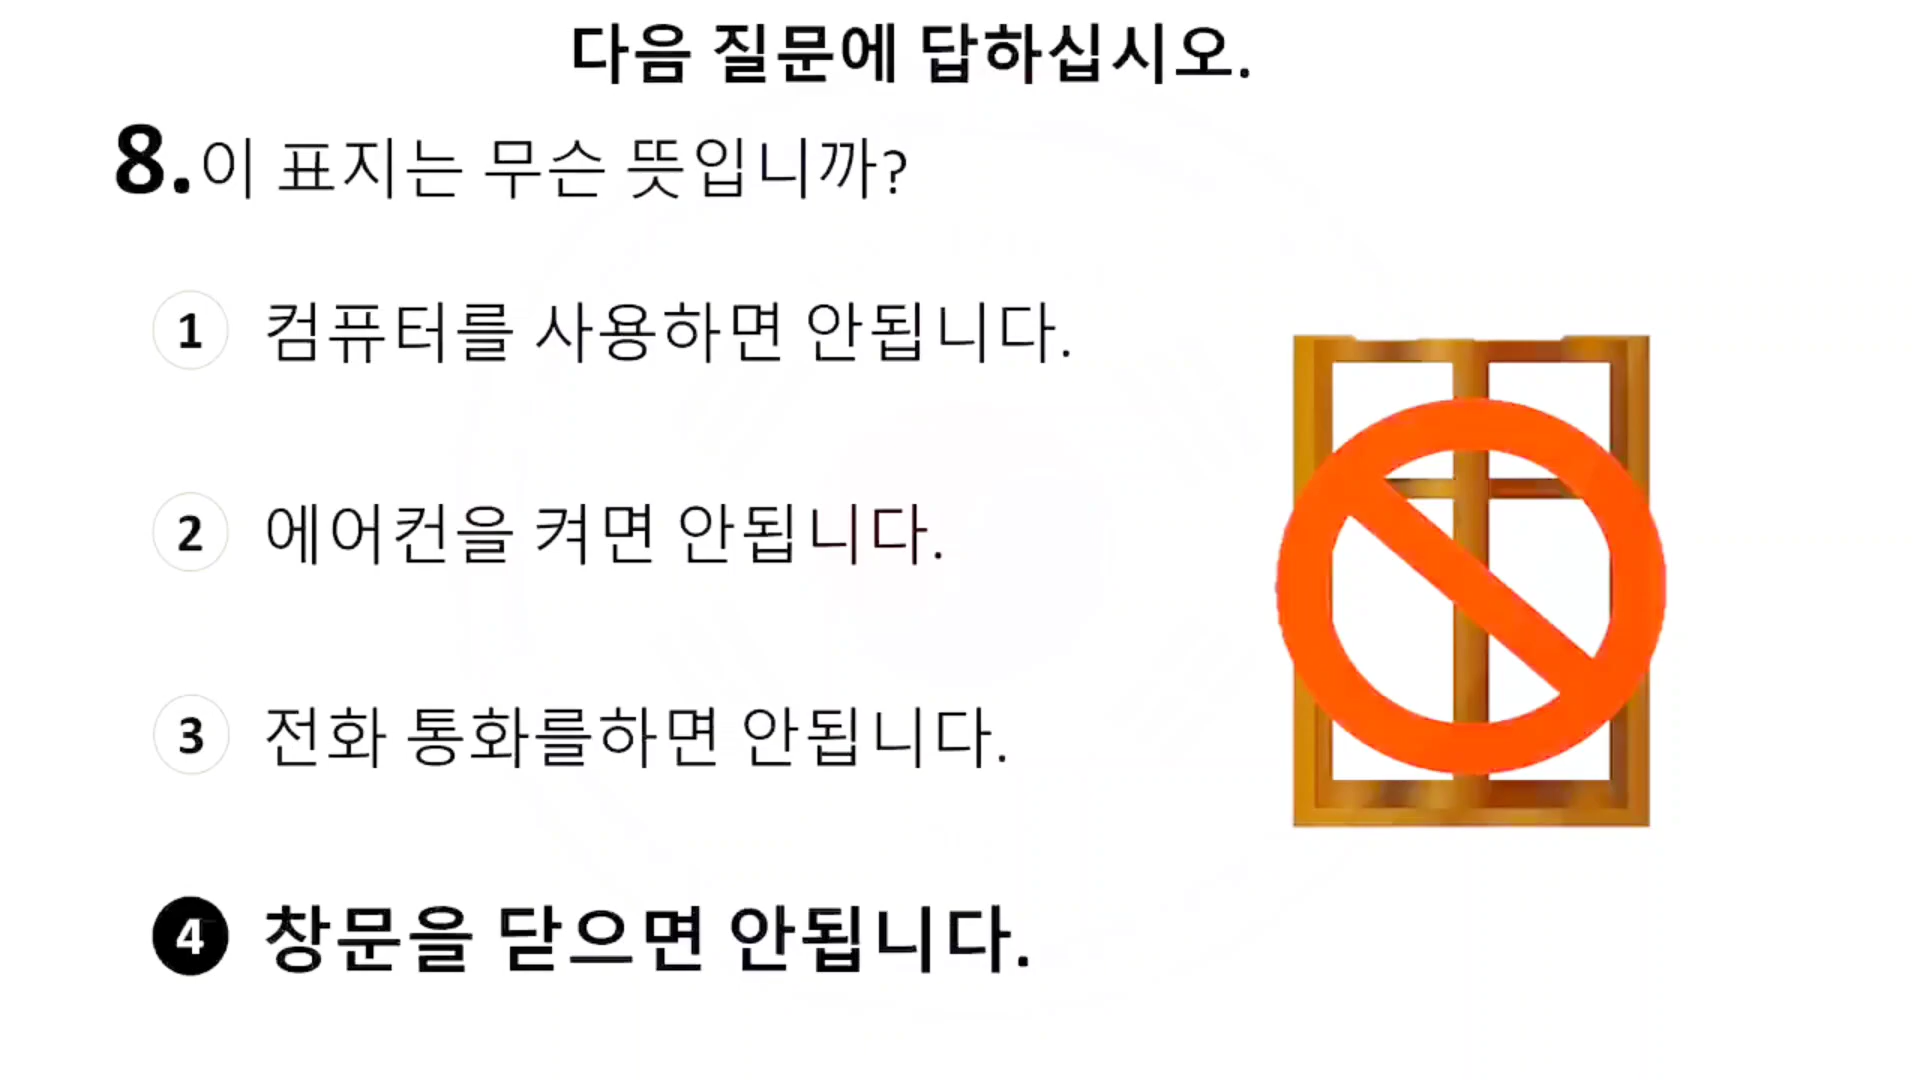 다음 질문에 답하십시오.
8.이 표지는 무슨 뜻입니까?
1 컴퓨터를 사용하면 안됩니다.
2 에어컨을 켜면 안됩니다.
3 전화 통화를하면 안됩니다.
4 창문을 닫으면 안됩니다.